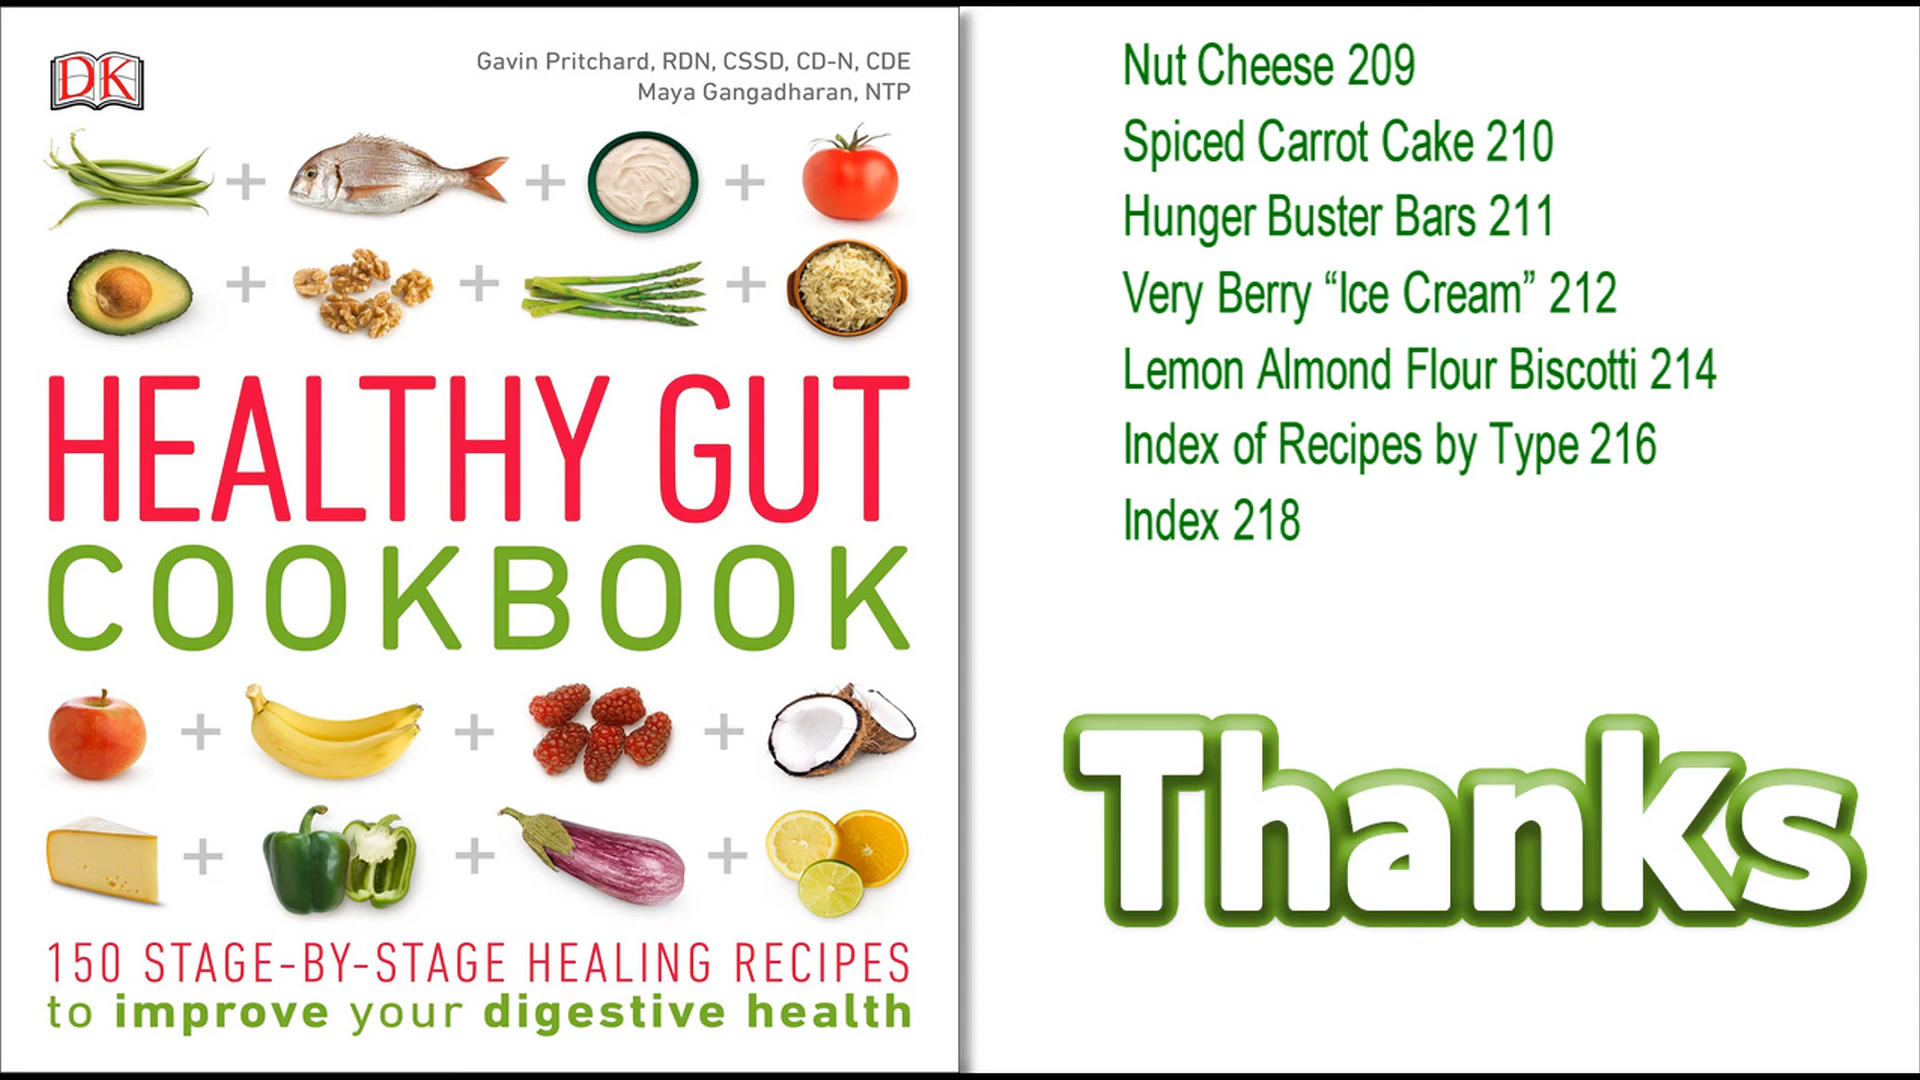 DK
Gavin Pritchard, RDN, CSSD, CD-N, CDE
Maya Gangadharan, NTP
HEALTHY GUT
COOKBOOK
150 STAGE-BY-STAGE HEALING RECIPES
to improve your digestive health
Nut Cheese 209
Spiced Carrot Cake 210
Hunger Buster Bars 211
Very Berry “Ice Cream” 212
Lemon Almond Flour Biscotti 214
Index of Recipes by Type 216
Index 218
Thanks